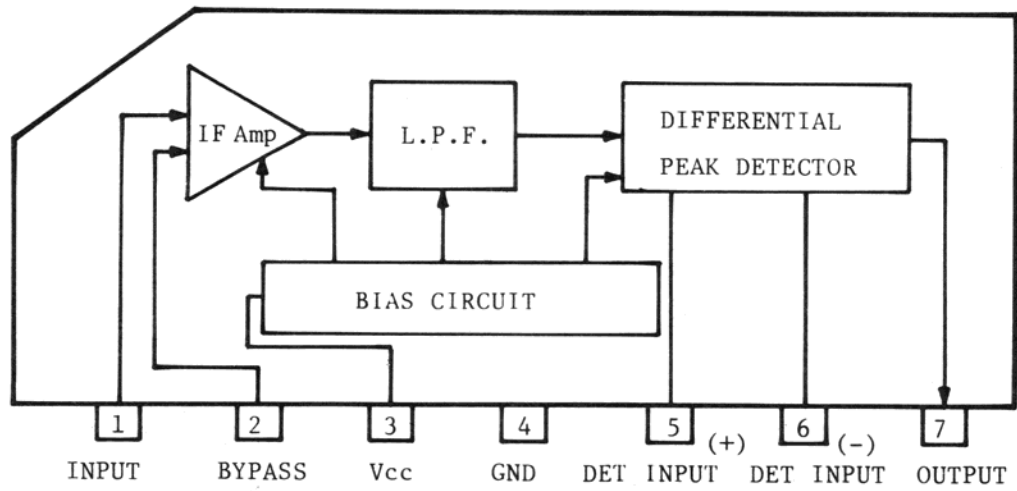 IF Amp
L.P.F.
DIFFERENTIAL
PEAK DETECTOR
BIAS CIRCUIT
1 2 3 4 5 6 7
(+) (-)
INPUT BYPASS Vcc GND DET INPUT DET INPUT OUTPUT